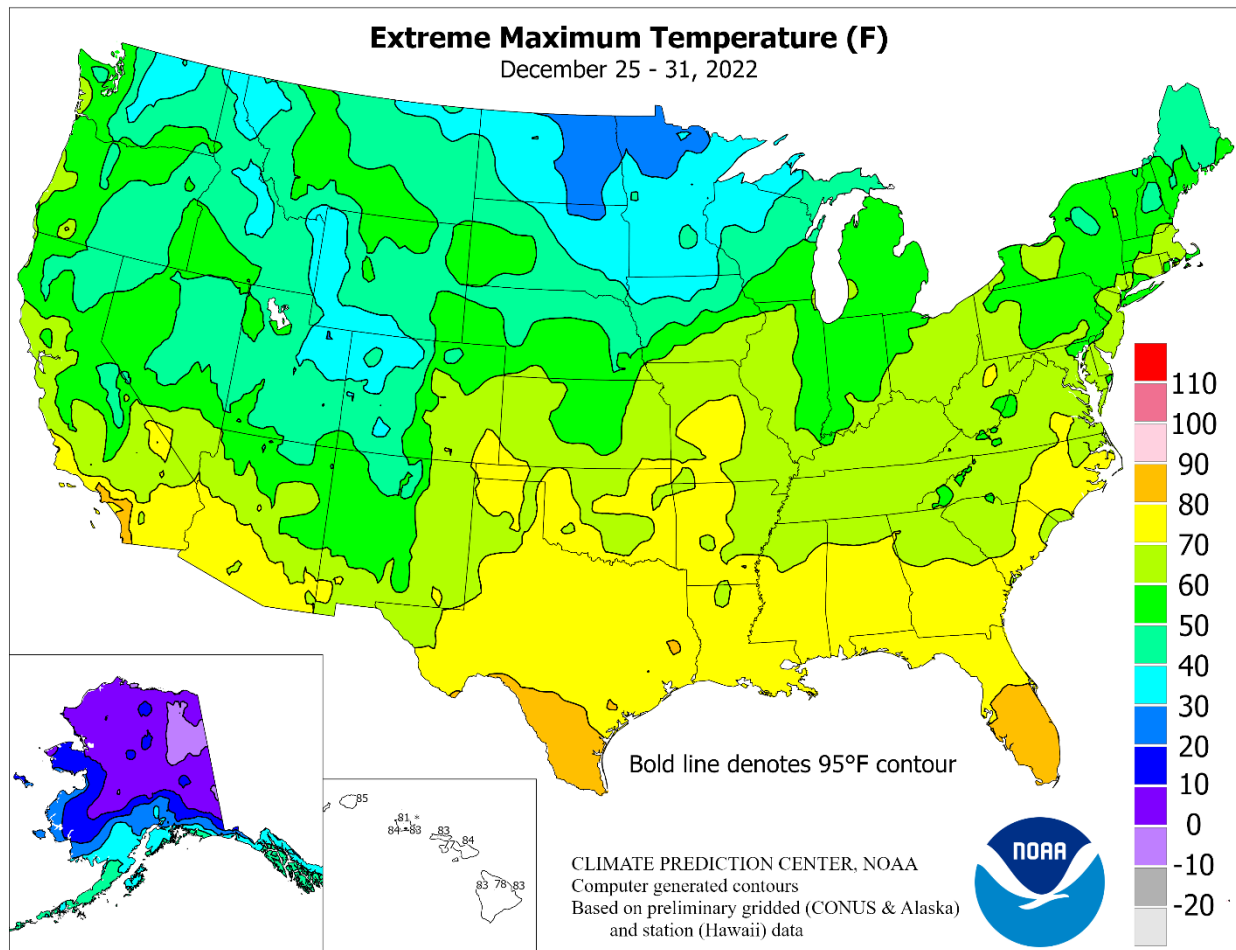 Extreme Maximum Temperature (F)
December 25 - 31, 2022
110
100
90
80
70
60
50
40
30
20
10
0
-10
-20
Bold line denotes 95°F contour
85
81 *
84 * 83
83
77 84
83 78 83
CLIMATE PREDICTION CENTER, NOAA
Computer generated contours
Based on preliminary gridded (CONUS & Alaska)
and station (Hawaii) data
NOAA